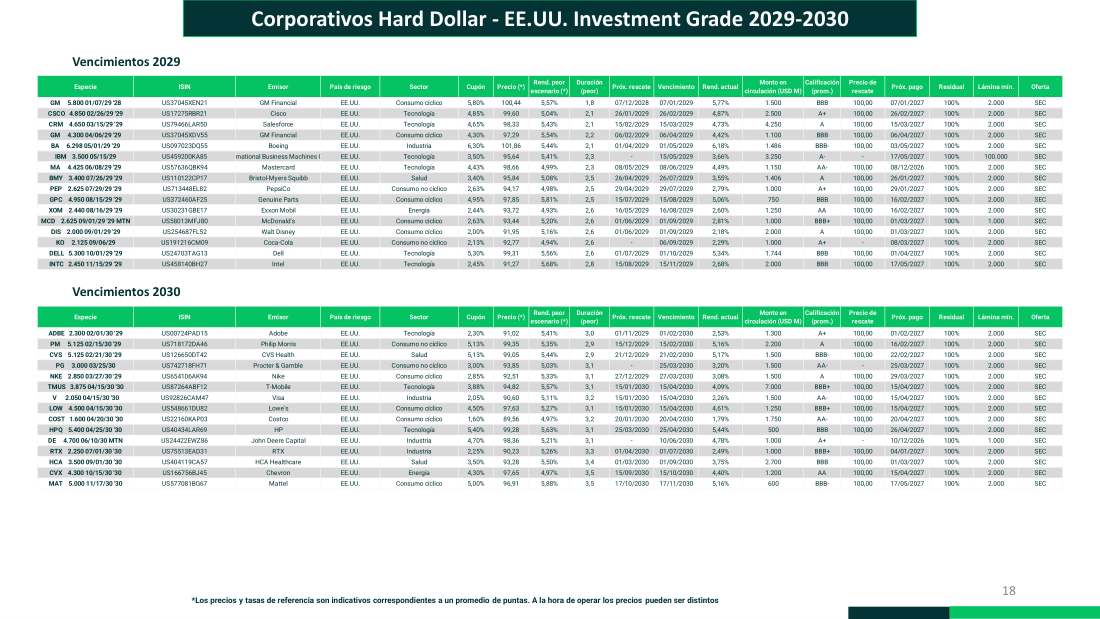 Corporativos Hard Dollar - EE.UU. Investment Grade 2029-2030
Vencimientos 2029
Especie ISIN Emisor País de riesgo Sector Cupón Precio (*) Rend. peor escenario (*) Duración (peor) Próx. rescate Vencimiento Rend. actual Monto en circulación (USD M) Calificación (prom.) Precio de rescate Próx. pago Residual Lámina mín. Oferta
GM 5.800 01/07/29 '28 US37045XEN21 GM Financial EE.UU. Consumo cíclico 5,80% 100,44 5,57% 1,8 07/12/2028 07/01/2029 5,77% 1.500 BBB 100,00 07/01/2027 100% 2.000 SEC
CSCO 4.850 02/26/29 '29 US17275RBR21 Cisco EE.UU. Tecnología 4,85% 99,60 5,04% 2,1 26/01/2029 26/02/2029 4,87% 2.500 A+ 100,00 26/02/2027 100% 2.000 SEC
CRM 4.650 03/15/29 '29 US79466LAR50 Salesforce EE.UU. Tecnología 4,65% 98,33 5,43% 2,1 15/02/2029 15/03/2029 4,73% 4.250 A 100,00 15/03/2027 100% 2.000 SEC
GM 4.300 04/06/29 '29 US37045XDV55 GM Financial EE.UU. Consumo cíclico 4,30% 97,29 5,54% 2,2 06/02/2029 06/04/2029 4,42% 1.100 BBB 100,00 06/04/2027 100% 2.000 SEC
BA 6.298 05/01/29 '29 US097023DQ55 Boeing EE.UU. Industria 6,30% 101,86 5,44% 2,1 01/04/2029 01/05/2029 6,18% 1.486 BBB- 100,00 03/05/2027 100% 2.000 SEC
IBM 3.500 05/15/29 US459200KA85 national Business Machines ( EE.UU. Tecnología 3,50% 95,64 5,41% 2,3 - 15/05/2029 3,66% 3.250 A- - 17/05/2027 100% 100.000 SEC
MA 4.425 06/08/29 '29 US57636QBK94 Mastercard EE.UU. Tecnología 4,43% 98,66 4,99% 2,3 08/05/2029 08/06/2029 4,49% 1.150 AA- 100,00 08/12/2026 100% 2.000 SEC
BMY 3.400 07/26/29 '29 US110122CP17 Bristol-Myers Squibb EE.UU. Salud 3,40% 95,84 5,08% 2,5 26/04/2029 26/07/2029 3,55% 1.406 A 100,00 26/01/2027 100% 2.000 SEC
PEP 2.625 07/29/29 '29 US713448EL82 PepsiCo EE.UU. Consumo no cíclico 2,63% 94,17 4,98% 2,5 29/04/2029 29/07/2029 2,79% 1.000 A+ 100,00 29/01/2027 100% 2.000 SEC
GPC 4.950 08/15/29 '29 US372460AF25 Genuine Parts EE.UU. Consumo cíclico 4,95% 97,85 5,81% 2,5 15/07/2029 15/08/2029 5,06% 750 BBB 100,00 16/02/2027 100% 2.000 SEC
XOM 2.440 08/16/29 '29 US30231GBE17 Exxon Mobil EE.UU. Energía 2,44% 93,72 4,93% 2,6 16/05/2029 16/08/2029 2,60% 1.250 AA 100,00 16/02/2027 100% 2.000 SEC
MCD 2.625 09/01/29 '29 MTN US58013MFJ80 McDonald's EE.UU. Consumo cíclico 2,63% 93,44 5,20% 2,6 01/06/2029 01/09/2029 2,81% 1.000 BBB+ 100,00 01/03/2027 100% 1.000 SEC
DIS 2.000 09/01/29 '29 US254687FL52 Walt Disney EE.UU. Consumo cíclico 2,00% 91,95 5,16% 2,6 01/06/2029 01/09/2029 2,18% 2.000 A 100,00 01/03/2027 100% 2.000 SEC
KO 2.125 09/06/29 US191216CM09 Coca-Cola EE.UU. Consumo no cíclico 2,13% 92,77 4,94% 2,6 - 06/09/2029 2,29% 1.000 A+ - 08/03/2027 100% 2.000 SEC
DELL 5.300 10/01/29 '29 US24703TAG13 Dell EE.UU. Tecnología 5,30% 99,31 5,56% 2,6 01/07/2029 01/10/2029 5,34% 1.744 BBB 100,00 01/04/2027 100% 2.000 SEC
INTC 2.450 11/15/29 '29 US458140BH27 Intel EE.UU. Tecnología 2,45% 91,27 5,68% 2,8 15/08/2029 15/11/2029 2,68% 2.000 BBB 100,00 17/05/2027 100% 2.000 SEC
Vencimientos 2030
Especie ISIN Emisor País de riesgo Sector Cupón Precio (*) Rend. peor escenario (*) Duración (peor) Próx. rescate Vencimiento Rend. actual Monto en circulación (USD M) Calificación (prom.) Precio de rescate Próx. pago Residual Lámina mín. Oferta
ADBE 2.300 02/01/30 '29 US00724PAD15 Adobe EE.UU. Tecnología 2,30% 91,02 5,41% 3,0 01/11/2029 01/02/2030 2,53% 1.300 A+ 100,00 01/02/2027 100% 2.000 SEC
PM 5.125 02/15/30 '29 US718172DA46 Philip Morris EE.UU. Consumo no cíclico 5,13% 99,35 5,35% 2,9 15/12/2029 15/02/2030 5,16% 2.200 A 100,00 16/02/2027 100% 2.000 SEC
CVS 5.125 02/21/30 '29 US126650DT42 CVS Health EE.UU. Salud 5,13% 99,05 5,44% 2,9 21/12/2029 21/02/2030 5,17% 1.500 BBB- 100,00 22/02/2027 100% 2.000 SEC
PG 3.000 03/25/30 US742718FH71 Procter & Gamble EE.UU. Consumo no cíclico 3,00% 93,85 5,03% 3,1 - 25/03/2030 3,20% 1.500 AA- - 25/03/2027 100% 2.000 SEC
NKE 2.850 03/27/30 '29 US654106AK94 Nike EE.UU. Consumo cíclico 2,85% 92,51 5,33% 3,1 27/12/2029 27/03/2030 3,08% 1.500 A 100,00 29/03/2027 100% 2.000 SEC
TMUS 3.875 04/15/30 '30 US87264ABF12 T-Mobile EE.UU. Tecnología 3,88% 94,82 5,57% 3,1 15/01/2030 15/04/2030 4,09% 7.000 BBB+ 100,00 15/04/2027 100% 2.000 SEC
V 2.050 04/15/30 '30 US92826CAM47 Visa EE.UU. Industria 2,05% 90,60 5,11% 3,2 15/01/2030 15/04/2030 2,26% 1.500 AA- 100,00 15/04/2027 100% 2.000 SEC
LOW 4.500 04/15/30 '30 US548661DU82 Lowe's EE.UU. Consumo cíclico 4,50% 97,63 5,27% 3,1 15/01/2030 15/04/2030 4,61% 1.250 BBB+ 100,00 15/04/2027 100% 2.000 SEC
COST 1.600 04/20/30 '30 US22160KAP03 Costco EE.UU. Consumo cíclico 1,60% 89,56 4,97% 3,2 20/01/2030 20/04/2030 1,79% 1.750 AA 100,00 20/04/2027 100% 2.000 SEC
HPQ 5.400 04/25/30 '30 US40434LAR69 HP EE.UU. Tecnología 5,40% 99,28 5,63% 3,1 25/03/2030 25/04/2030 5,44% 500 BBB 100,00 26/04/2027 100% 2.000 SEC
DE 4.700 06/10/30 MTN US24422EWZ86 John Deere Capital EE.UU. Industria 4,70% 98,36 5,21% 3,1 - 10/06/2030 4,78% 1.000 A+ - 10/12/2026 100% 1.000 SEC
RTX 2.250 07/01/30 '30 US75513EAD31 RTX EE.UU. Industria 2,25% 90,23 5,26% 3,3 01/04/2030 01/07/2030 2,49% 1.000 BBB+ 100,00 04/01/2027 100% 2.000 SEC
HCA 3.500 09/01/30 '30 US404119CA57 HCA Healthcare EE.UU. Salud 3,50% 93,28 5,50% 3,4 01/03/2030 01/09/2030 3,75% 2.700 BBB 100,00 01/03/2027 100% 2.000 SEC
CVX 4.300 10/15/30 '30 US166756BJ45 Chevron EE.UU. Energía 4,30% 97,65 4,97% 3,5 15/09/2030 15/10/2030 4,40% 1.200 AA 100,00 15/04/2027 100% 2.000 SEC
MAT 5.000 11/17/30 '30 US577081BG67 Mattel EE.UU. Consumo cíclico 5,00% 96,91 5,88% 3,5 17/10/2030 17/11/2030 5,16% 600 BBB- 100,00 17/05/2027 100% 2.000 SEC
*Los precios y tasas de referencia son indicativos correspondientes a un promedio de puntas. A la hora de operar los precios pueden ser distintos
18